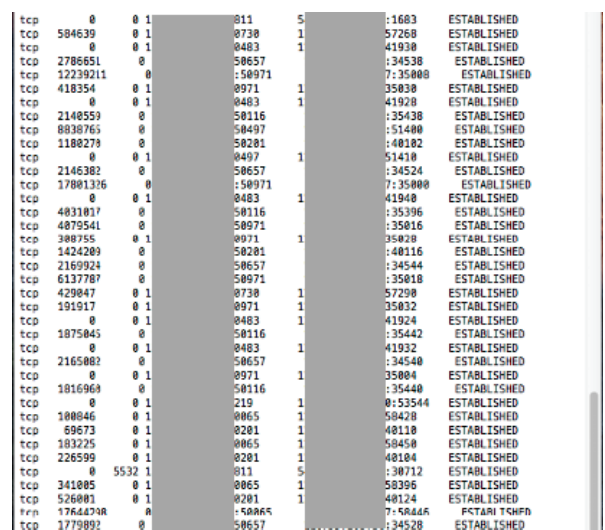 tcp 0 0 1 811 5 :1683 ESTABLISHED
tcp 584639 0 1 0730 1 57268 ESTABLISHED
tcp 0 0 1 0483 1 41930 ESTABLISHED
tcp 2786651 0 50657 :34538 ESTABLISHED
tcp 12239211 0 :50971 7:35008 ESTABLISHED
tcp 418354 0 1 0971 1 35030 ESTABLISHED
tcp 0 0 1 0483 1 41928 ESTABLISHED
tcp 2140559 0 50116 :35438 ESTABLISHED
tcp 8838765 0 50497 :51400 ESTABLISHED
tcp 1180270 0 50201 :40102 ESTABLISHED
tcp 0 0 1 0497 1 51410 ESTABLISHED
tcp 2146382 0 50657 :34524 ESTABLISHED
tcp 17801326 0 :50971 7:35000 ESTABLISHED
tcp 0 0 1 0483 1 41940 ESTABLISHED
tcp 4031017 0 50116 :35396 ESTABLISHED
tcp 4079541 0 50971 :35016 ESTABLISHED
tcp 308755 0 1 0971 1 35028 ESTABLISHED
tcp 1424209 0 50201 :40116 ESTABLISHED
tcp 2169924 0 50657 :34544 ESTABLISHED
tcp 6137787 0 50971 :35018 ESTABLISHED
tcp 429047 0 1 0730 1 57290 ESTABLISHED
tcp 191917 0 1 0971 1 35032 ESTABLISHED
tcp 0 0 1 0483 1 41924 ESTABLISHED
tcp 1875045 0 50116 :35442 ESTABLISHED
tcp 0 0 1 0483 1 41932 ESTABLISHED
tcp 2165082 0 50657 :34540 ESTABLISHED
tcp 0 0 1 0971 1 35004 ESTABLISHED
tcp 1816960 0 50116 :35440 ESTABLISHED
tcp 0 0 1 219 1 0:53544 ESTABLISHED
tcp 100846 0 1 0065 1 58428 ESTABLISHED
tcp 69673 0 1 0201 1 40110 ESTABLISHED
tcp 183225 0 1 0065 1 58450 ESTABLISHED
tcp 226599 0 1 0201 1 40104 ESTABLISHED
tcp 0 5532 1 811 5 :30712 ESTABLISHED
tcp 341005 0 1 0065 1 58396 ESTABLISHED
tcp 526001 0 1 0201 1 40124 ESTABLISHED
tcp 17644298 0 :50065 7:58446 ESTABLISHED
tcp 1779892 0 50657 :34528 ESTABLISHED